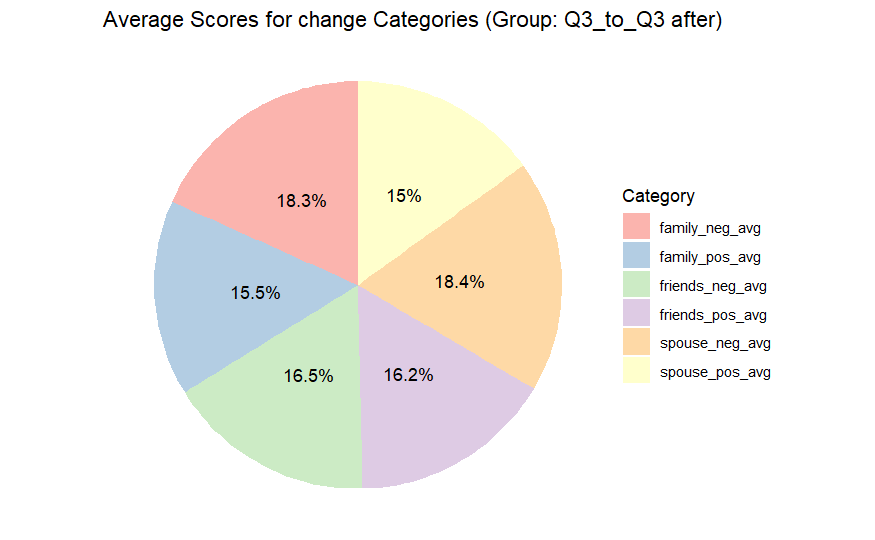 Average Scores for change Categories (Group: Q3_to_Q3 after)
18.3%
15%
15.5%
18.4%
16.5%
16.2%
Category
family_neg_avg
family_pos_avg
friends_neg_avg
friends_pos_avg
spouse_neg_avg
spouse_pos_avg